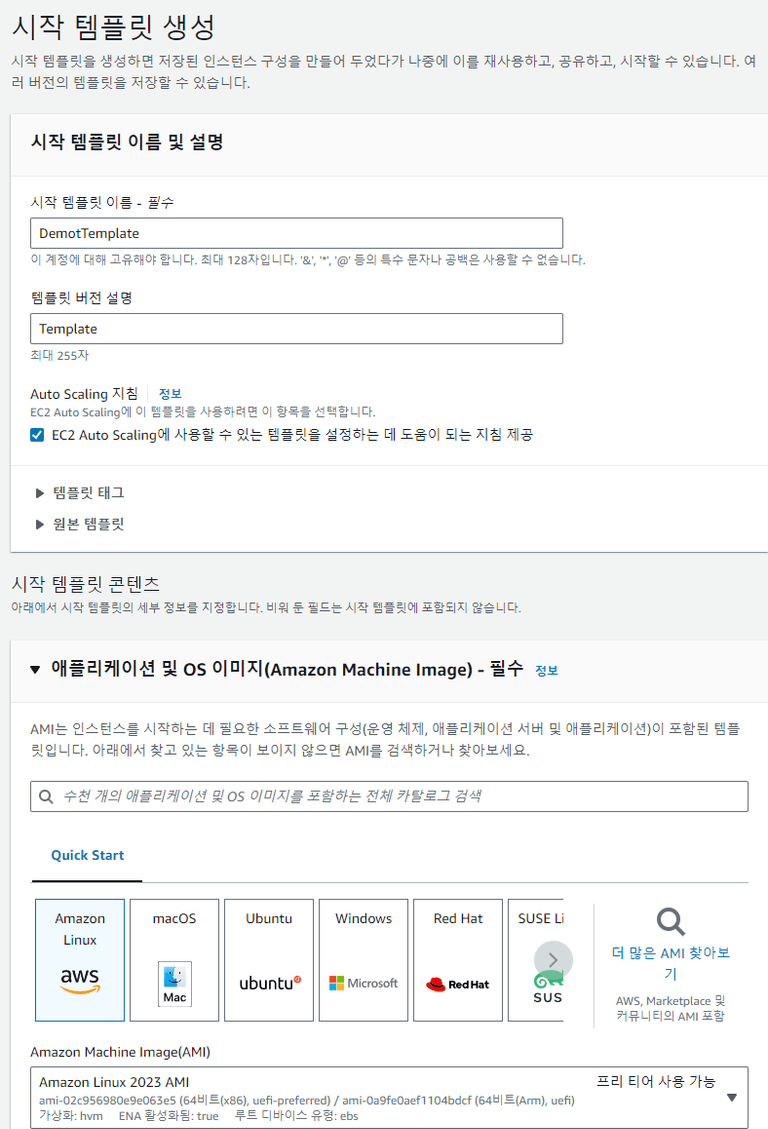 시작 템플릿 생성
시작 템플릿을 생성하면 저장된 인스턴스 구성을 만들어 두었다가 나중에 이를 재사용하고, 공유하고, 시작할 수 있습니다. 여
러 버전의 템플릿을 저장할 수 있습니다.
시작 템플릿 이름 및 설명
시작 템플릿 이름 - 필수
DemotTemplate
이 계정에 대해 고유해야 합니다. 최대 128자입니다. '&', '*', '@' 등의 특수 문자나 공백은 사용할 수 없습니다.
템플릿 버전 설명
Template
최대 255자
Auto Scaling 지침 정보
EC2 Auto Scaling에 이 템플릿을 사용하려면 이 항목을 선택합니다.
EC2 Auto Scaling에 사용할 수 있는 템플릿을 설정하는 데 도움이 되는 지침 제공
템플릿 태그
원본 템플릿
시작 템플릿 콘텐츠
아래에서 시작 템플릿의 세부 정보를 지정합니다. 비워 둔 필드는 시작 템플릿에 포함되지 않습니다.
애플리케이션 및 OS 이미지(Amazon Machine Image) - 필수 정보
AMI는 인스턴스를 시작하는 데 필요한 소프트웨어 구성(운영 체제, 애플리케이션 서버 및 애플리케이션)이 포함된 템플
릿입니다. 아래에서 찾고 있는 항목이 보이지 않으면 AMI를 검색하거나 찾아보세요.
수천 개의 애플리케이션 및 OS 이미지를 포함하는 전체 카탈로그 검색
Quick Start
Amazon
Linux
aws
macOS
Mac
Ubuntu
ubuntu
Windows
Microsoft
Red Hat
Red Hat
SUSE Li
SUS
더 많은 AMI 찾아보
기
AWS, Marketplace 및
커뮤니티의 AMI 포함
Amazon Machine Image(AMI)
Amazon Linux 2023 AMI 프리 티어 사용 가능
ami-02c956980e9e063e5 (64비트(x86), uefi-preferred) / ami-0a9fe0aef1104bdcf (64비트(Arm), uefi)
가상화: hvm ENA 활성화됨: true 루트 디바이스 유형: ebs